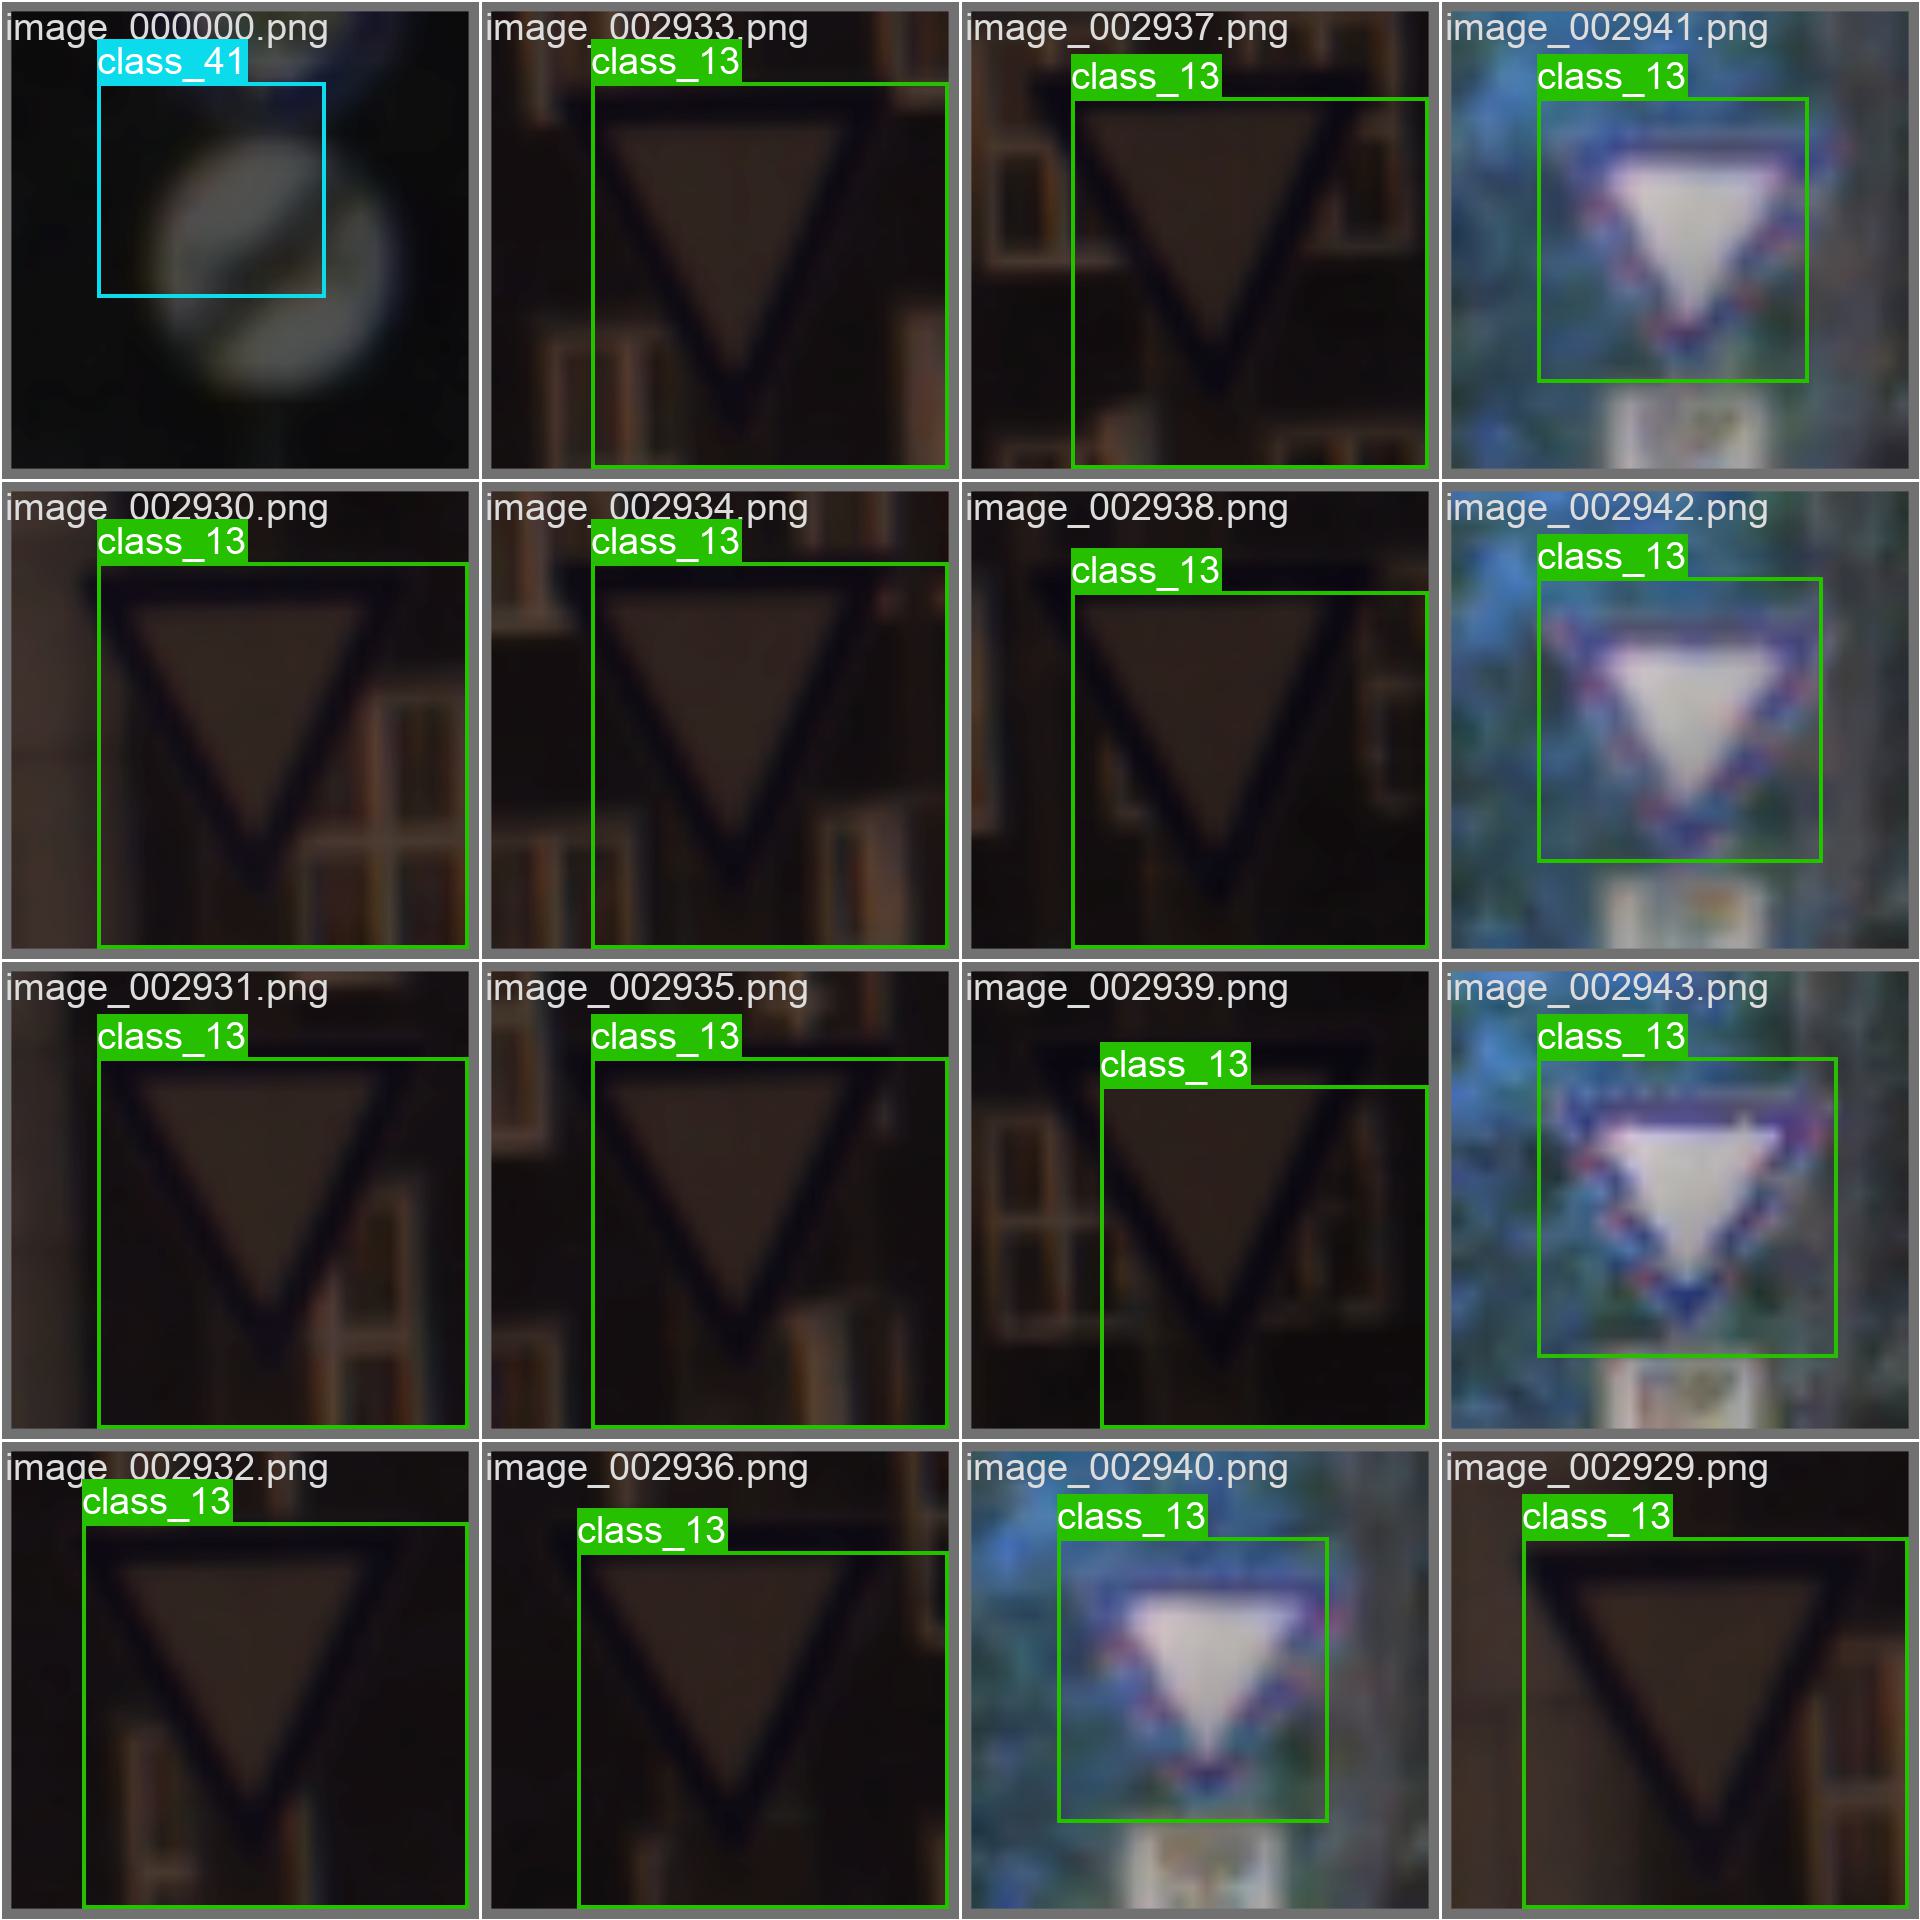 image_000000.png
class_41
image_002933.png
class_13
image_002937.png
class_13
image_002941.png
class_13
image_002930.png
class_13
image_002934.png
class_13
image_002938.png
class_13
image_002942.png
class_13
image_002931.png
class_13
image_002935.png
class_13
image_002939.png
class_13
image_002943.png
class_13
image_002932.png
class_13
image_002936.png
class_13
image_002940.png
class_13
image_002929.png
class_13